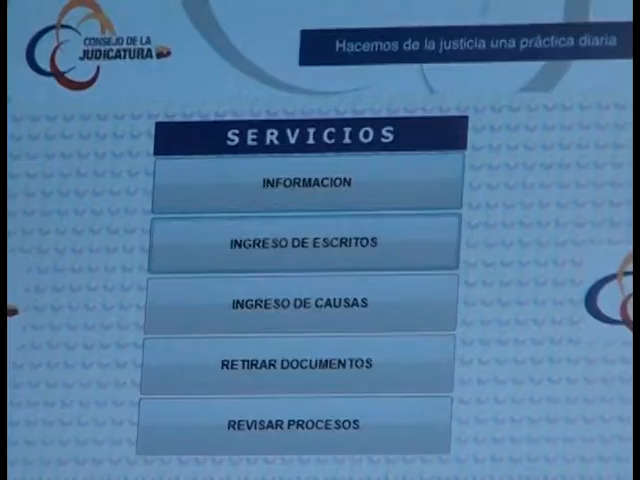 CONSEJO DE LA
JUDICATURA
Hacemos de la justicia una práctica diaria
SERVICIOS
INFORMACION
INGRESO DE ESCRITOS
INGRESO DE CAUSAS
RETIRAR DOCUMENTOS
REVISAR PROCESOS